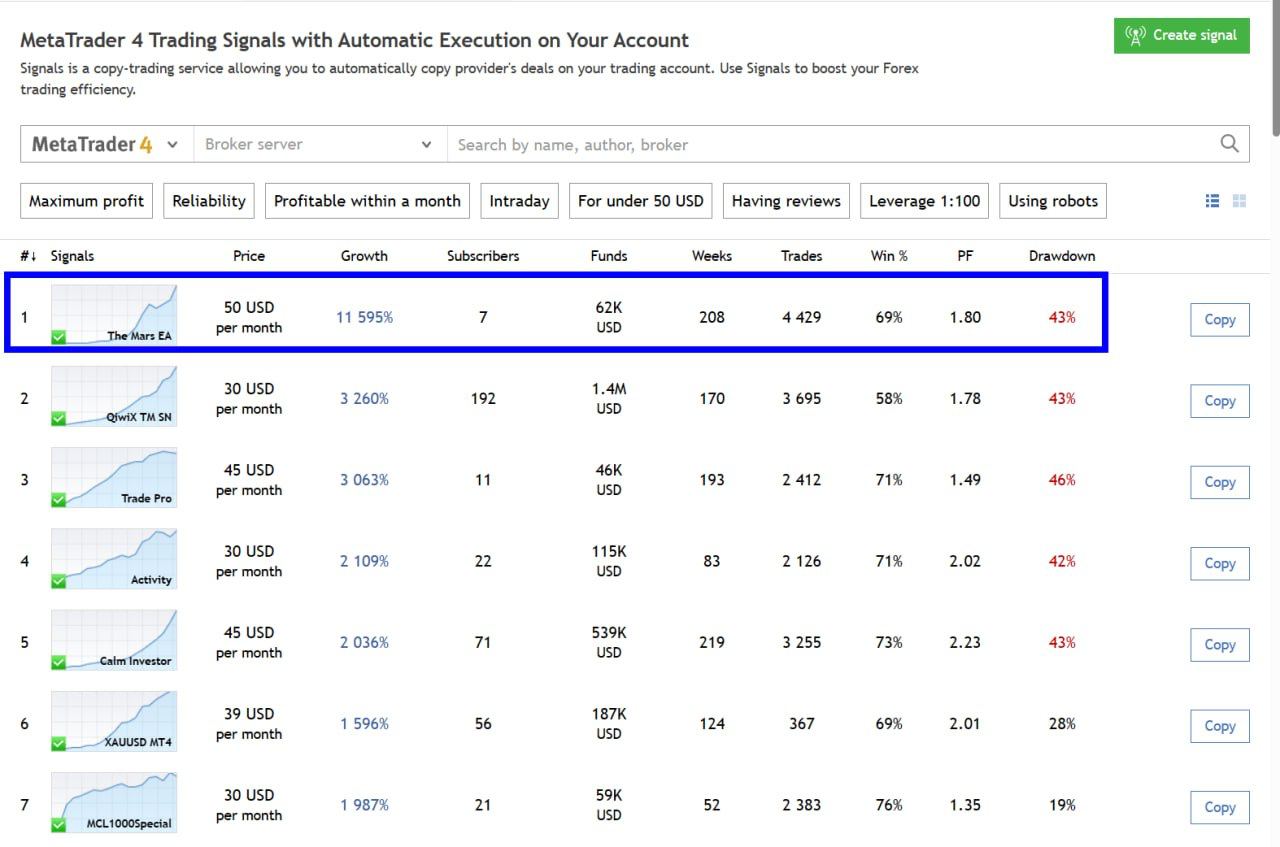 MetaTrader 4 Trading Signals with Automatic Execution on Your Account
Create signal
Signals is a copy-trading service allowing you to automatically copy provider's deals on your trading account. Use Signals to boost your Forex
trading efficiency.
MetaTrader 4 Broker server Search by name, author, broker
Maximum profit Reliability Profitable within a month Intraday For under 50 USD Having reviews Leverage 1:100 Using robots
#↓ Signals Price Growth Subscribers Funds Weeks Trades Win % PF Drawdown
1 The Mars EA 50 USD per month 11 595% 7 62K USD 208 4 429 69% 1.80 43% Copy
2 QiwiX TM SN 30 USD per month 3 260% 192 1.4M USD 170 3 695 58% 1.78 43% Copy
3 Trade Pro 45 USD per month 3 063% 11 46K USD 193 2 412 71% 1.49 46% Copy
4 Activity 30 USD per month 2 109% 22 115K USD 83 2 126 71% 2.02 42% Copy
5 Calm Investor 45 USD per month 2 036% 71 539K USD 219 3 255 73% 2.23 43% Copy
6 XAUUSD MT4 39 USD per month 1 596% 56 187K USD 124 367 69% 2.01 28% Copy
7 MCL1000Special 30 USD per month 1 987% 21 59K USD 52 2 383 76% 1.35 19% Copy